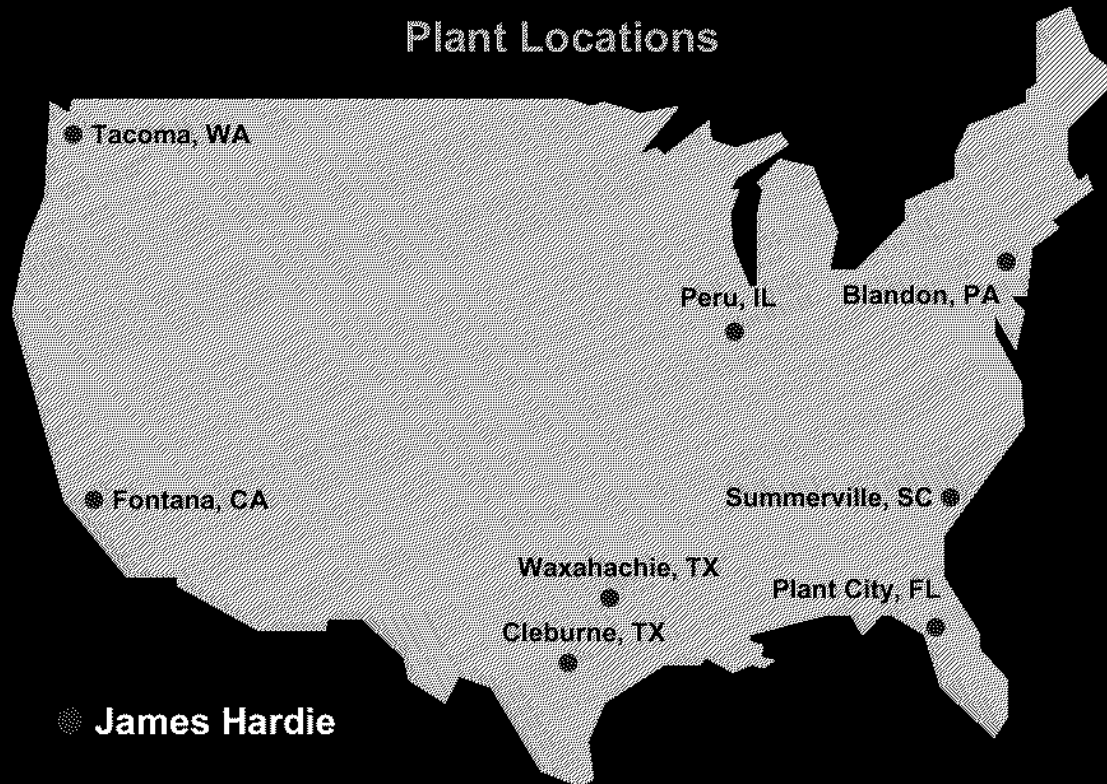 Plant Locations
Tacoma, WA
Peru, IL
Blandon, PA
Fontana, CA
Summerville, SC
Waxahachie, TX
Plant City, FL
Cleburne, TX
James Hardie